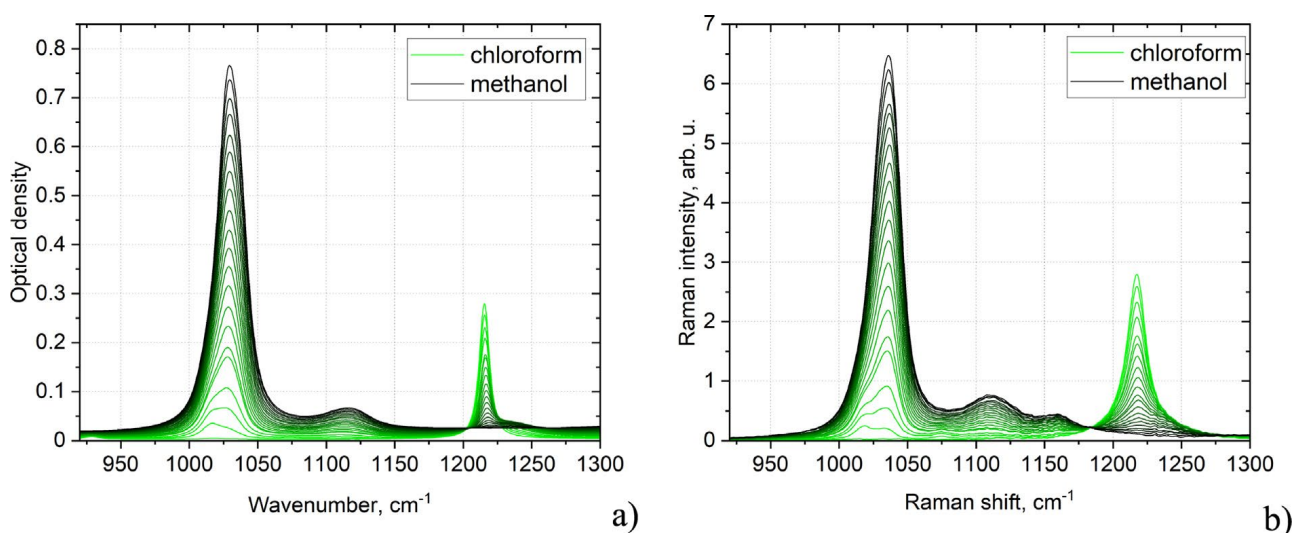 0.8
0.7
0.6
0.5
0.4
0.3
0.2
0.1
0
Optical density
chloroform
methanol
950 1000 1050 1100 1150 1200 1250 1300
Wavenumber, cm⁻¹
a)
7
6
5
4
3
2
1
0
Raman intensity, arb. u.
chloroform
methanol
950 1000 1050 1100 1150 1200 1250 1300
Raman shift, cm⁻¹
b)